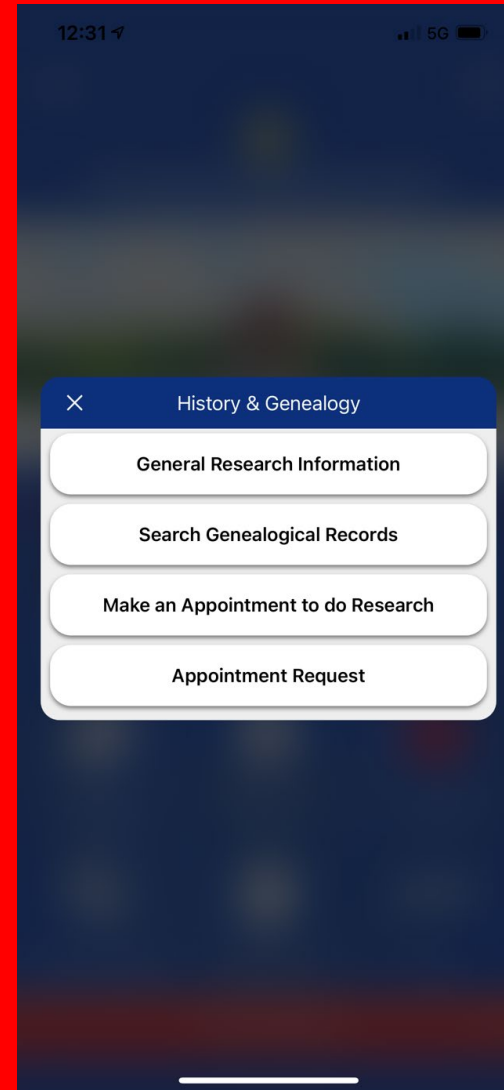 12:31
5G
History & Genealogy
General Research Information
Search Genealogical Records
Make an Appointment to do Research
Appointment Request